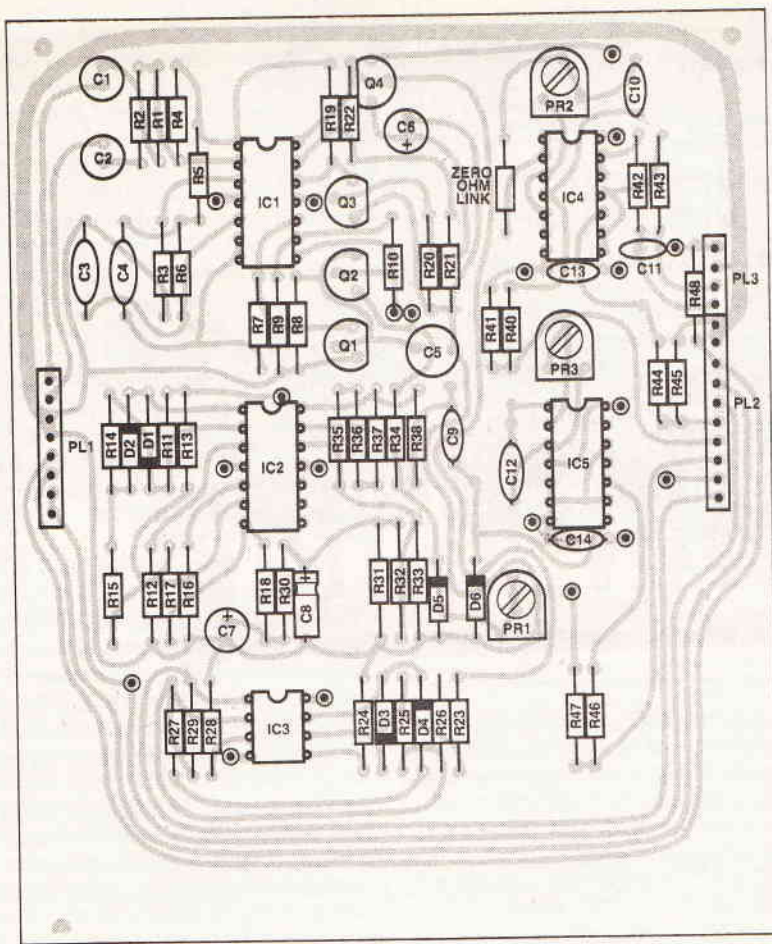 C1
R2
R1
R4
R19
R22
Q4
C6
+
PR2
C10
C2
R5
IC1
Q3
ZERO
OHM
LINK
IC4
R42
R43
C3
C4
R3
R6
R7
R9
R8
Q2
Q1
R10
R20
R21
C5
C13
C11
R48
PL3
R41
R40
PR3
R44
R45
PL2
PL1
R14
D2
D1
R11
R13
IC2
R35
R36
R37
R34
R38
C9
C12
IC5
C14
R15
R12
R17
R16
R18
R30
+
C8
R31
R32
R33
D5
D6
PR1
+
C7
R27
R29
R28
IC3
R24
D3
R25
D4
R26
R23
R47
R46